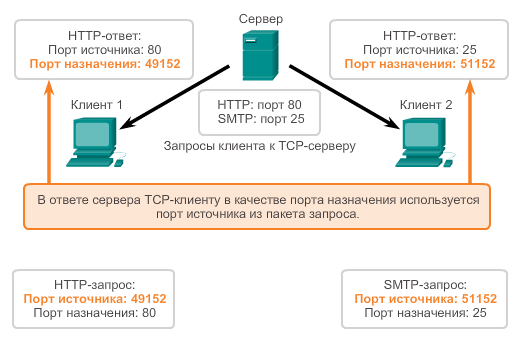 Сервер
HTTP-ответ:
Порт источника: 80
Порт назначения: 49152
HTTP-ответ:
Порт источника: 25
Порт назначения: 51152
Клиент 1
HTTP: порт 80
SMTP: порт 25
Клиент 2
Запросы клиента к TCP-серверу
В ответе сервера TCP-клиенту в качестве порта назначения используется
порт источника из пакета запроса.
HTTP-запрос:
Порт источника: 49152
Порт назначения: 80
SMTP-запрос:
Порт источника: 51152
Порт назначения: 25